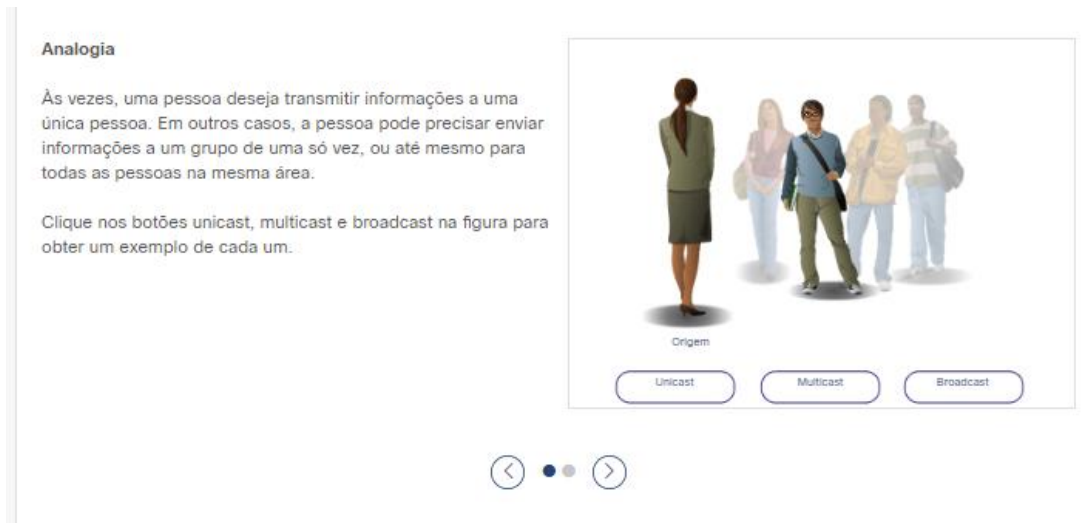 Analogia
Às vezes, uma pessoa deseja transmitir informações a uma
única pessoa. Em outros casos, a pessoa pode precisar enviar
informações a um grupo de uma só vez, ou até mesmo para
todas as pessoas na mesma área.
Clique nos botões unicast, multicast e broadcast na figura para
obter um exemplo de cada um.
Origem
Unicast
Multicast
Broadcast